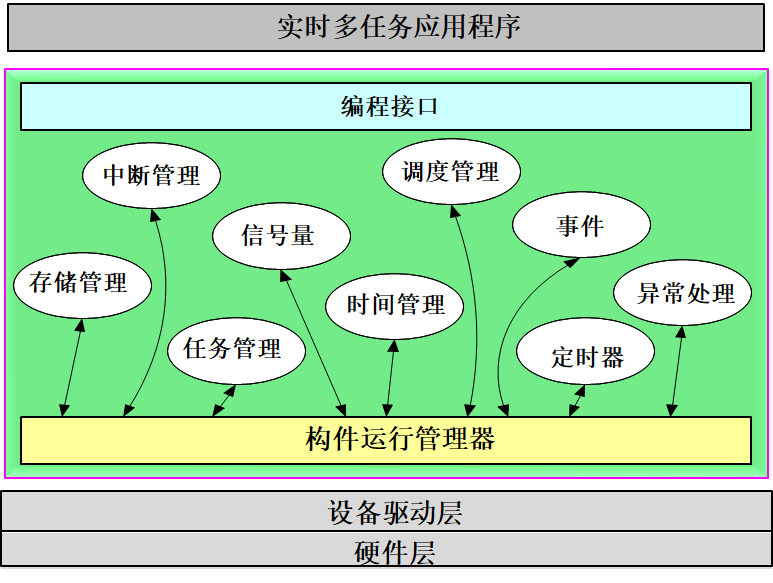 实时多任务应用程序
编程接口
中断管理
调度管理
信号量
事件
存储管理
时间管理
异常处理
任务管理
定时器
构件运行管理器
设备驱动层
硬件层